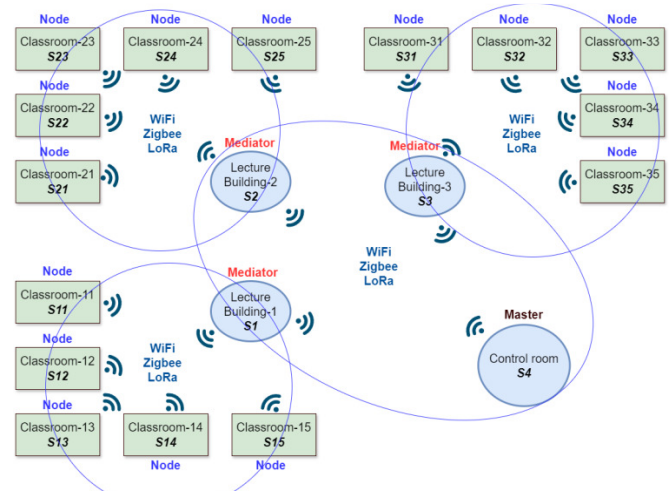 Node
Classroom-23
S23
Node
Classroom-24
S24
Node
Classroom-25
S25
Node
Classroom-31
S31
Node
Classroom-32
S32
Node
Classroom-33
S33
Node
Classroom-22
S22
WiFi
Zigbee
LoRa
Node
Classroom-21
S21
Mediator
Lecture
Building-2
S2
Mediator
Lecture
Building-3
S3
WiFi
Zigbee
LoRa
Node
Classroom-34
S34
Node
Classroom-35
S35
WiFi
Zigbee
LoRa
Node
Classroom-11
S11
Mediator
Lecture
Building-1
S1
Master
Control room
S4
Node
Classroom-12
S12
WiFi
Zigbee
LoRa
Node
Classroom-13
S13
Classroom-14
S14
Node
Classroom-15
S15
Node